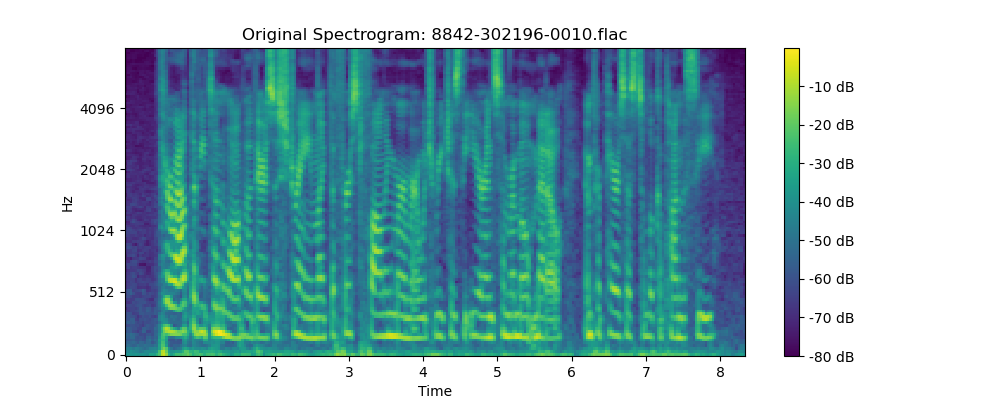 Original Spectrogram: 8842-302196-0010.flac
Hz
4096
2048
1024
512
0
0 1 2 3 4 5 6 7 8
Time
-10 dB
-20 dB
-30 dB
-40 dB
-50 dB
-60 dB
-70 dB
-80 dB